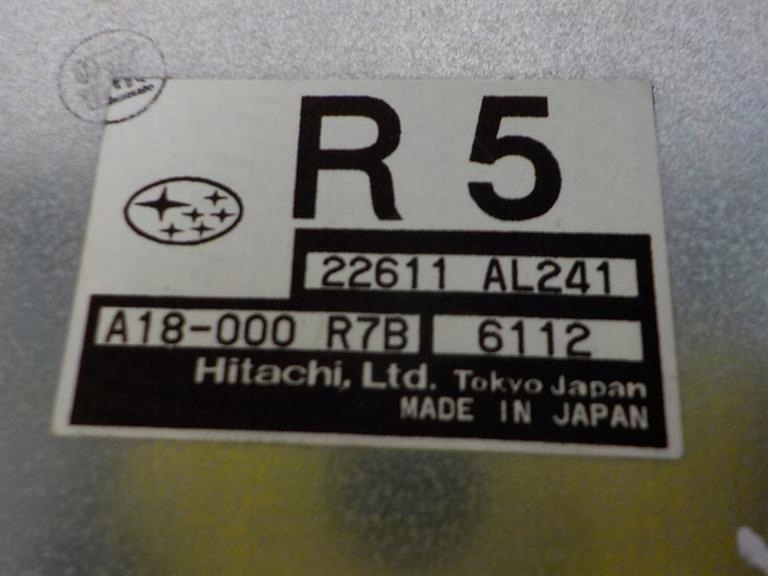 R 5
22611 AL241
A18-000 R7B 6112
Hitachi, Ltd. Tokyo Japan
MADE IN JAPAN